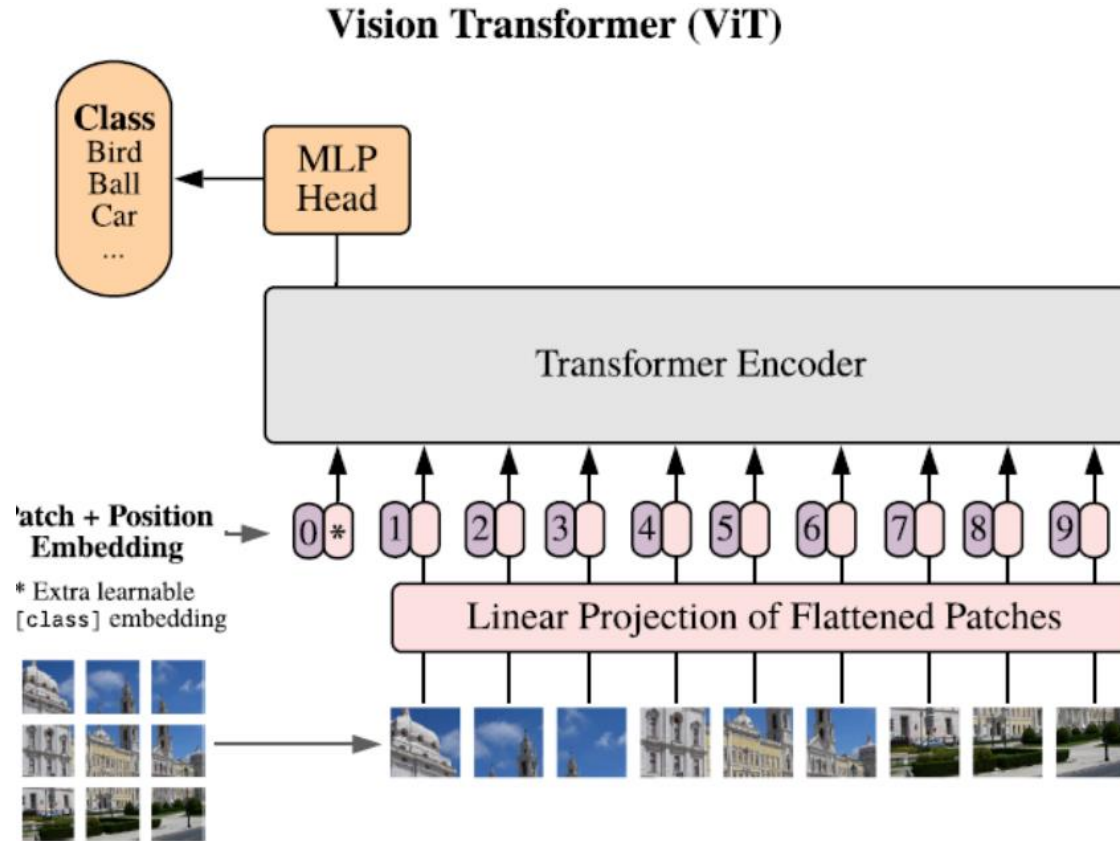 Vision Transformer (ViT)
Class
Bird
Ball
Car
...
MLP
Head
Transformer Encoder
atch + Position
Embedding
* Extra learnable
[class] embedding
0 * 1 2 3 4 5 6 7 8 9
Linear Projection of Flattened Patches